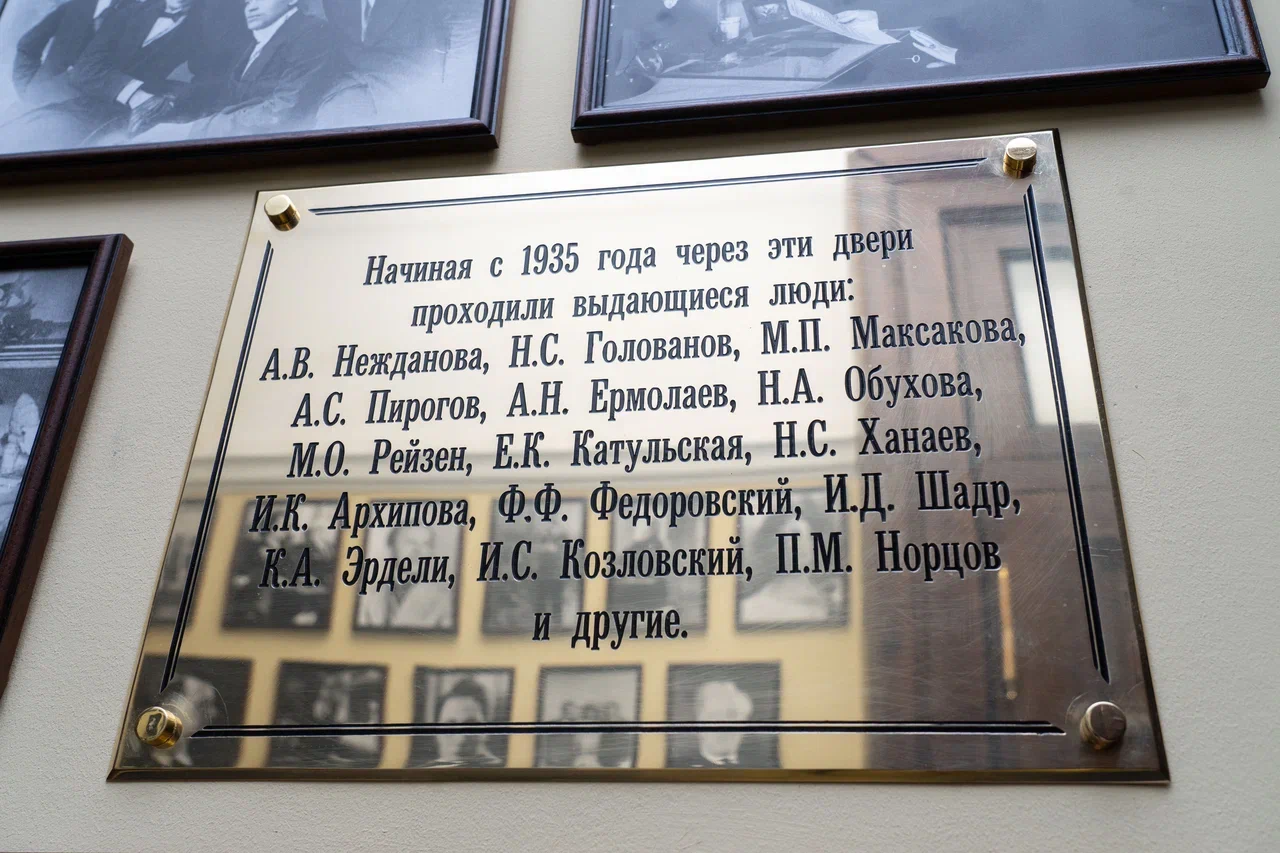 Начиная с 1935 года через эти двери
проходили выдающиеся люди:
А.В. Нежданова, Н.С. Голованов, М.П. Максакова,
А.С. Пирогов, А.Н. Ермолаев, Н.А. Обухова,
М.О. Рейзен, Е.К. Катульская, Н.С. Ханаев,
И.К. Архипова, Ф.Ф. Федоровский, И.Д. Шадр,
К.А. Эрдели, И.С. Козловский, П.М. Норцов
и другие.